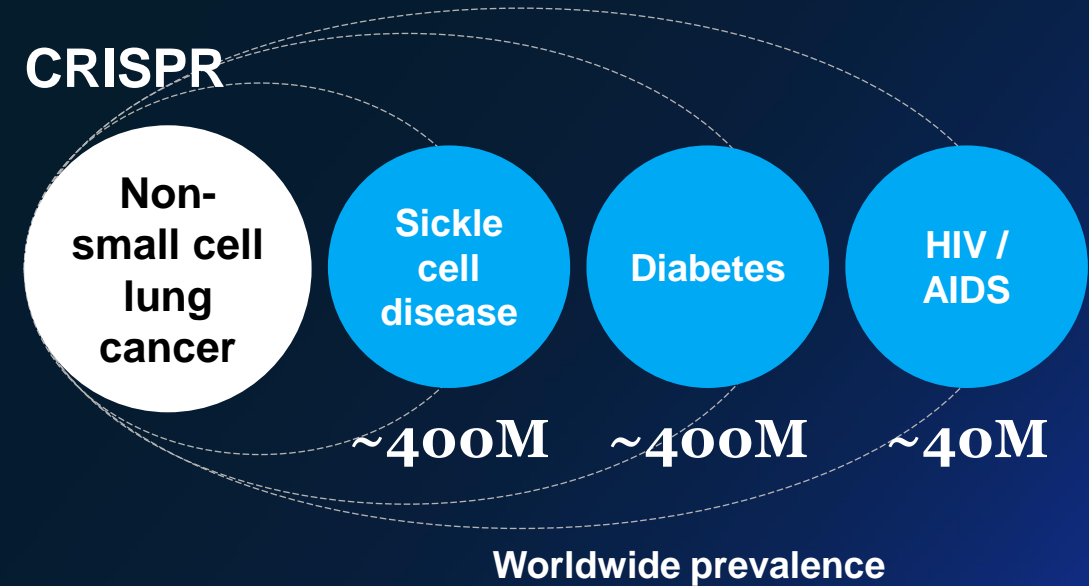 CRISPR
Non-
small cell
lung
cancer
Sickle
cell
disease
Diabetes
HIV /
AIDS
~400M
~400M
~40M
Worldwide prevalence